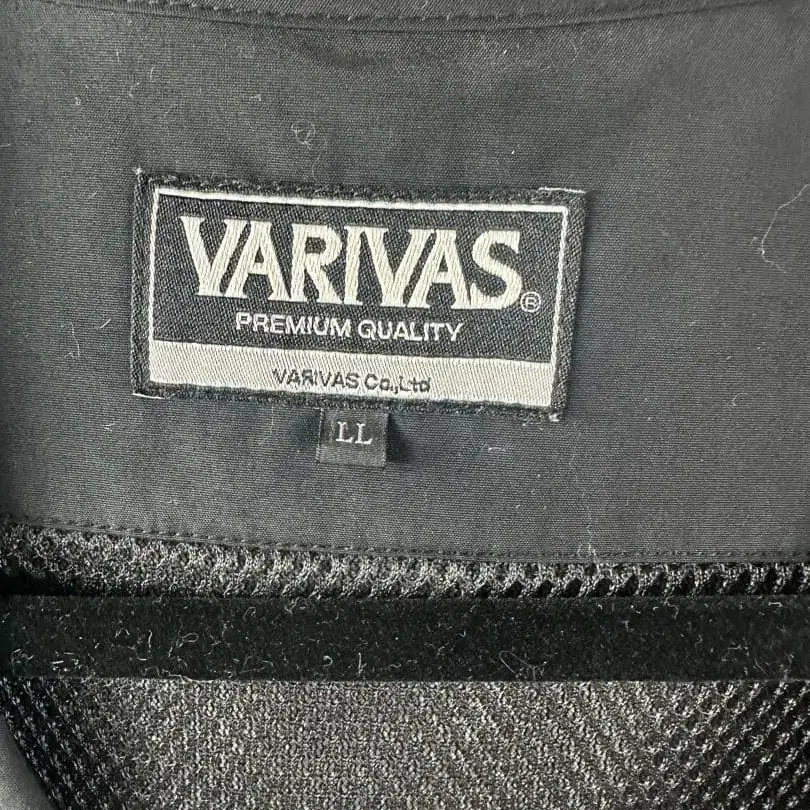 VARIVAS®
PREMIUM QUALITY
VARIVAS Co.,Ltd
LL